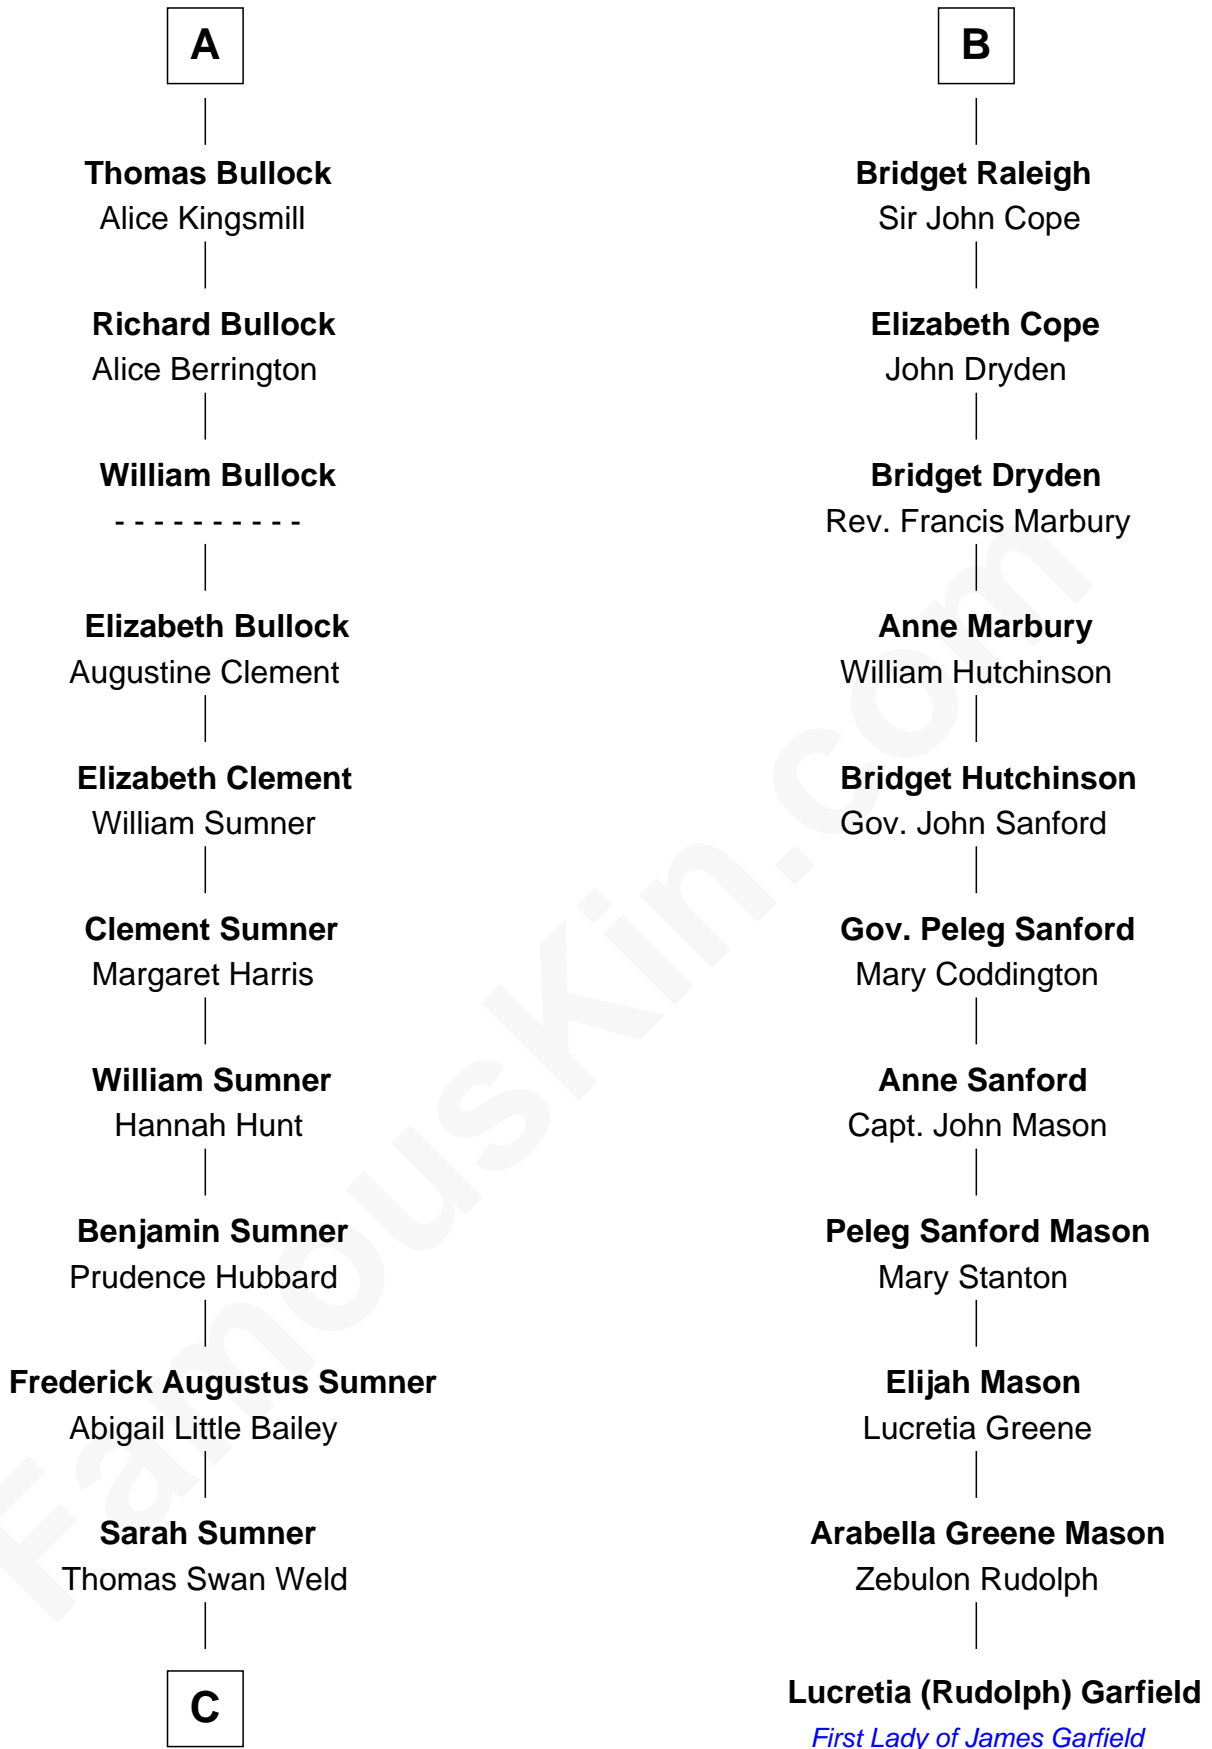 A
Thomas Bullock
Alice Kingsmill
Richard Bullock
Alice Berrington
William Bullock
- - - - - - - - - -
Elizabeth Bullock
Augustine Clement
Elizabeth Clement
William Sumner
Clement Sumner
Margaret Harris
William Sumner
Hannah Hunt
Benjamin Sumner
Prudence Hubbard
Frederick Augustus Sumner
Abigail Little Bailey
Sarah Sumner
Thomas Swan Weld
C
B
Bridget Raleigh
Sir John Cope
Elizabeth Cope
John Dryden
Bridget Dryden
Rev. Francis Marbury
Anne Marbury
William Hutchinson
Bridget Hutchinson
Gov. John Sanford
Gov. Peleg Sanford
Mary Coddington
Anne Sanford
Capt. John Mason
Peleg Sanford Mason
Mary Stanton
Elijah Mason
Lucretia Greene
Arabella Greene Mason
Zebulon Rudolph
Lucretia (Rudolph) Garfield
First Lady of James Garfield
FamousKin.com